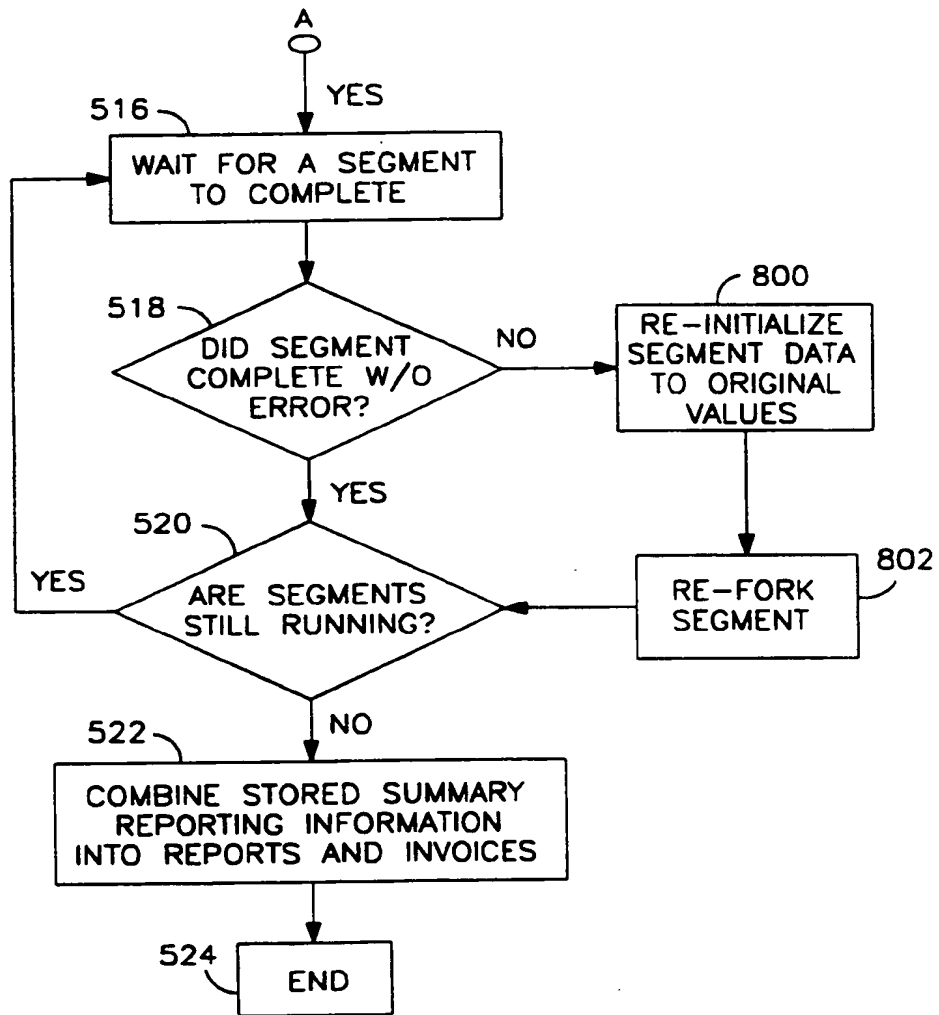 A
YES
516
WAIT FOR A SEGMENT
TO COMPLETE
518
DID SEGMENT
COMPLETE W/O
ERROR?
NO
800
RE-INITIALIZE
SEGMENT DATA
TO ORIGINAL
VALUES
YES
520
YES
ARE SEGMENTS
STILL RUNNING?
802
RE-FORK
SEGMENT
NO
522
COMBINE STORED SUMMARY
REPORTING INFORMATION
INTO REPORTS AND INVOICES
524
END